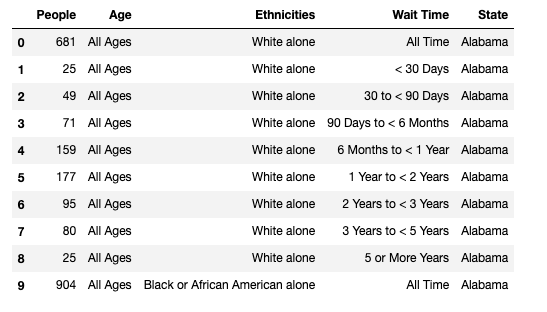 People Age Ethnicities Wait Time State
0 681 All Ages White alone All Time Alabama
1 25 All Ages White alone < 30 Days Alabama
2 49 All Ages White alone 30 to < 90 Days Alabama
3 71 All Ages White alone 90 Days to < 6 Months Alabama
4 159 All Ages White alone 6 Months to < 1 Year Alabama
5 177 All Ages White alone 1 Year to < 2 Years Alabama
6 95 All Ages White alone 2 Years to < 3 Years Alabama
7 80 All Ages White alone 3 Years to < 5 Years Alabama
8 25 All Ages White alone 5 or More Years Alabama
9 904 All Ages Black or African American alone All Time Alabama